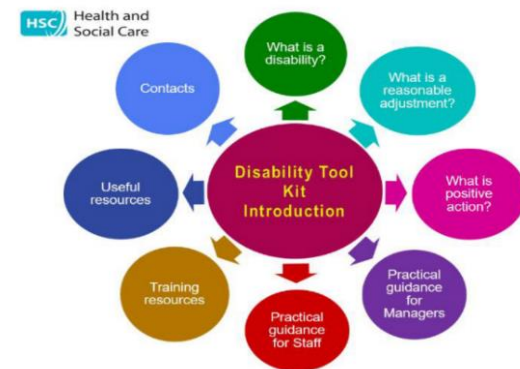 HSC Health and
Social Care
What is a
disability?
What is a
reasonable
adjustment?
What is
positive
action?
Practical
guidance
for
Managers
Practical
guidance
for Staff
Training
resources
Useful
resources
Contacts
Disability Tool
Kit
Introduction